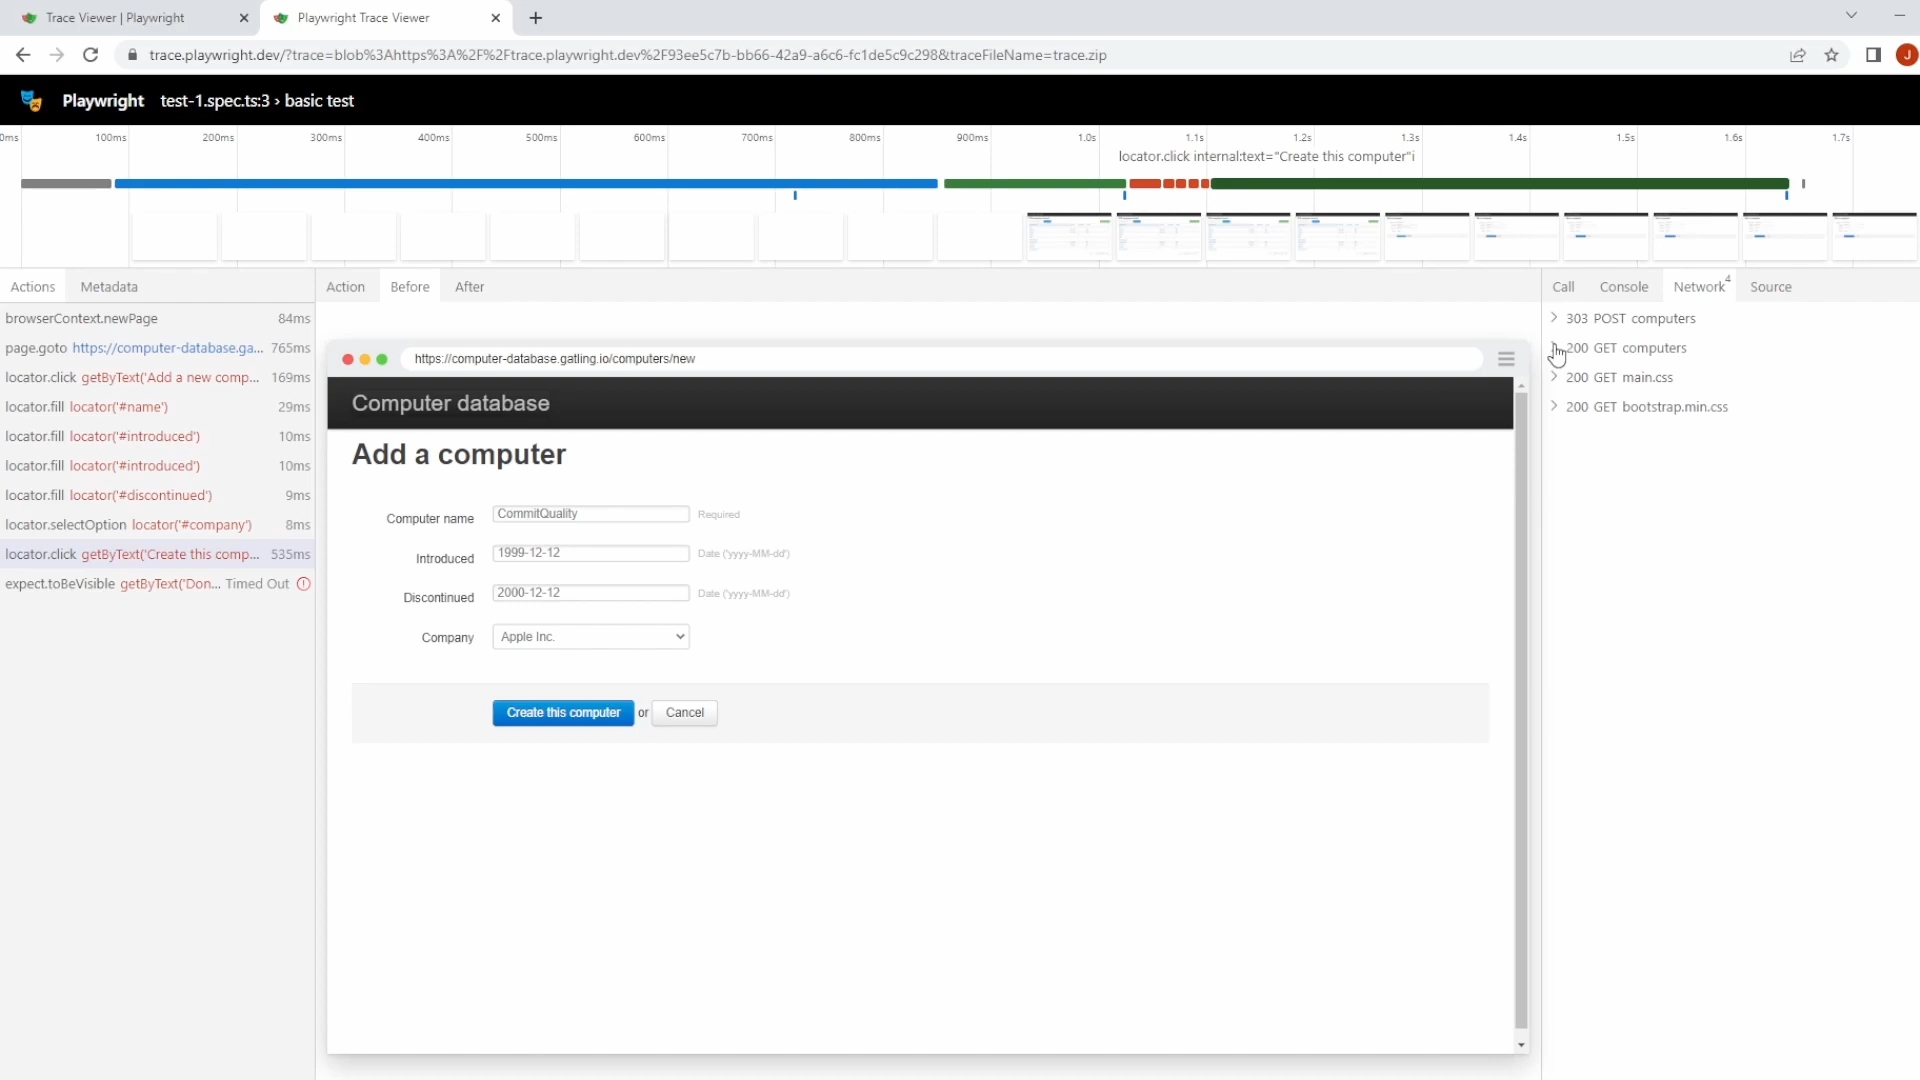 Trace Viewer | Playwright
Playwright Trace Viewer
trace.playwright.dev/?trace=blob%3Ahttps%3A%2F%2Ftrace.playwright.dev%2F93ee5c7b-bb66-42a9-a6c6-fc1de5c9c298&traceFileName=trace.zip
J
Playwright test-1.spec.ts:3 › basic test
0ms 100ms 200ms 300ms 400ms 500ms 600ms 700ms 800ms 900ms 1.0s 1.1s 1.2s 1.3s 1.4s 1.5s 1.6s 1.7s
locator.click internal:text="Create this computer"i
Actions Metadata
browserContext.newPage 84ms
page.goto https://computer-database.ga... 765ms
locator.click getByText('Add a new comp... 169ms
locator.fill locator('#name') 29ms
locator.fill locator('#introduced') 10ms
locator.fill locator('#introduced') 10ms
locator.fill locator('#discontinued') 9ms
locator.selectOption locator('#company') 8ms
locator.click getByText('Create this comp... 535ms
expect.toBeVisible getByText('Don... Timed Out
Action Before After
https://computer-database.gatling.io/computers/new
Computer database
Add a computer
Computer name CommitQuality Required
Introduced 1999-12-12 Date ('yyyy-MM-dd')
Discontinued 2000-12-12 Date ('yyyy-MM-dd')
Company Apple Inc.
Create this computer or Cancel
Call Console Network 4 Source
303 POST computers
200 GET computers
200 GET main.css
200 GET bootstrap.min.css